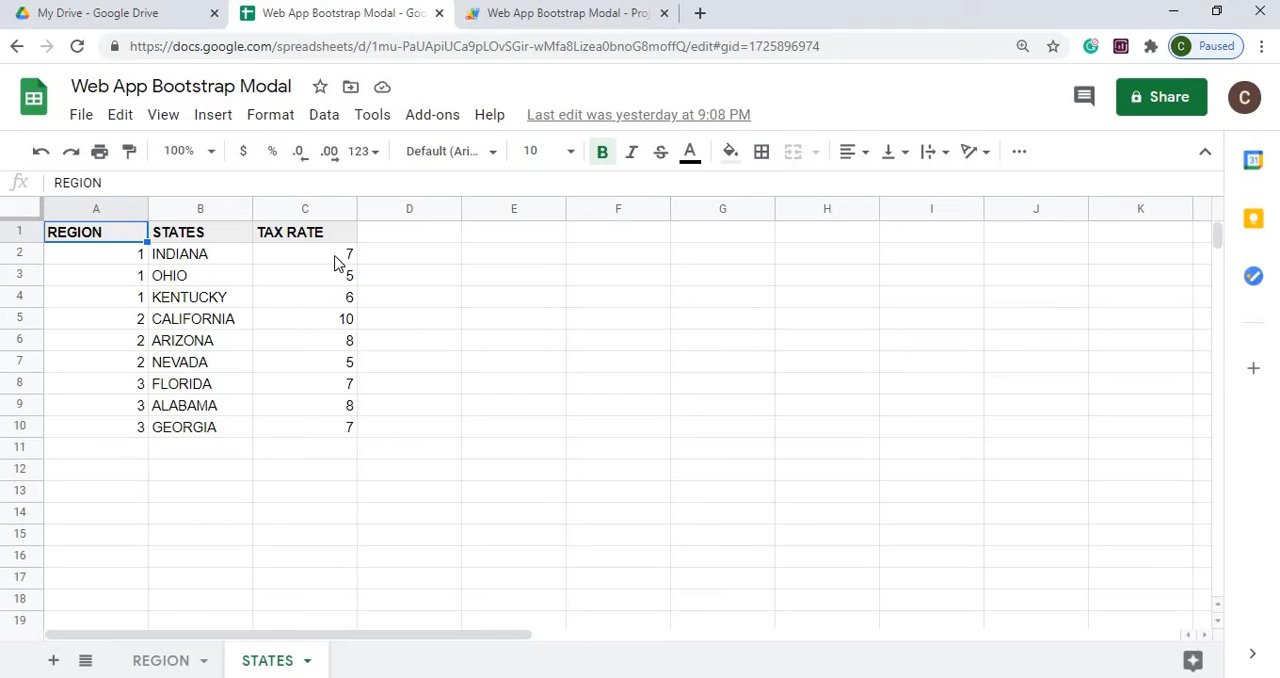 My Drive - Google Drive
Web App Bootstrap Modal - Goo
Web App Bootstrap Modal - Proj
https://docs.google.com/spreadsheets/d/1mu-PaUApiUCa9pLOvSGir-wMfa8Lizea0bnoG8moffQ/edit#gid=1725896974
C Paused
Web App Bootstrap Modal
Share
C
File Edit View Insert Format Data Tools Add-ons Help Last edit was yesterday at 9:08 PM
100% $ % .0 .00 123 Default (Ari... 10 B I S A
31
fx REGION
A B C D E F G H I J K
1 REGION STATES TAX RATE
2 1 INDIANA 7
3 1 OHIO 5
4 1 KENTUCKY 6
5 2 CALIFORNIA 10
6 2 ARIZONA 8
7 2 NEVADA 5
8 3 FLORIDA 7
9 3 ALABAMA 8
10 3 GEORGIA 7
11
12
13
14
15
16
17
18
19
REGION STATES